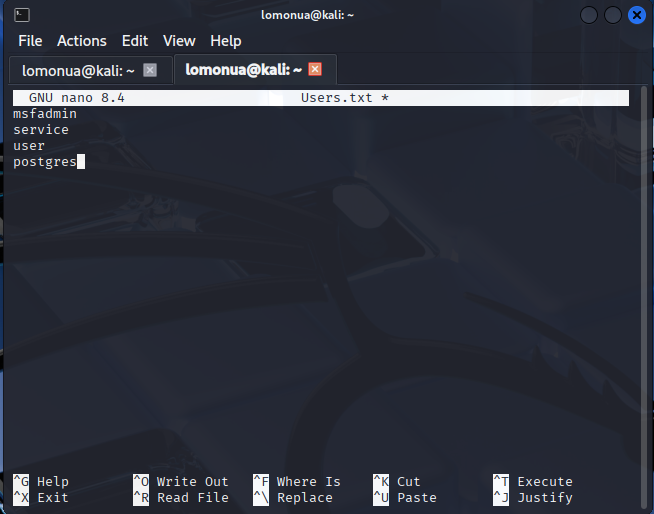 lomonua@kali: ~
File Actions Edit View Help
lomonua@kali: ~ lomonua@kali: ~
GNU nano 8.4 Users.txt *
msfadmin
service
user
postgres
^G Help ^O Write Out ^F Where Is ^K Cut ^T Execute
^X Exit ^R Read File ^\ Replace ^U Paste ^J Justify